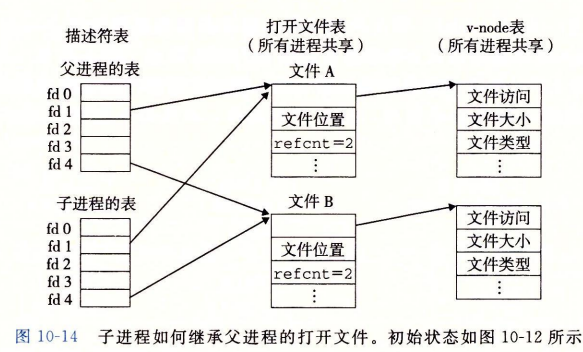 描述符表
打开文件表
（所有进程共享）
v-node表
（所有进程共享）
父进程的表
fd 0
fd 1
fd 2
fd 3
fd 4
文件 A
文件位置
refcnt=2
⋮
文件访问
文件大小
文件类型
⋮
子进程的表
fd 0
fd 1
fd 2
fd 3
fd 4
文件 B
文件位置
refcnt=2
⋮
文件访问
文件大小
文件类型
⋮
图 10-14 子进程如何继承父进程的打开文件。初始状态如图 10-12 所示